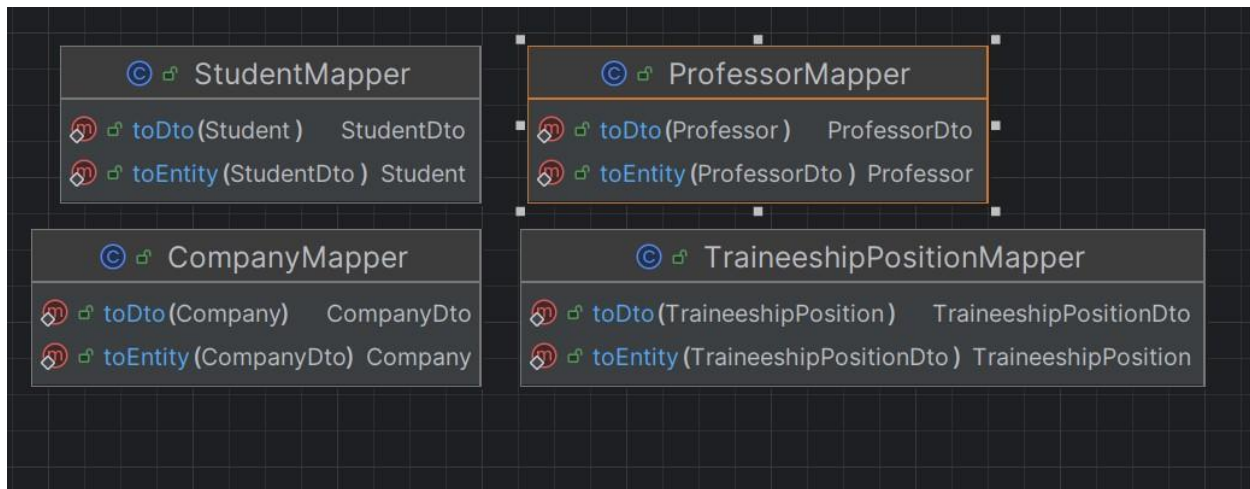 StudentMapper
toDto(Student) StudentDto
toEntity(StudentDto) Student
ProfessorMapper
toDto(Professor) ProfessorDto
toEntity(ProfessorDto) Professor
CompanyMapper
toDto(Company) CompanyDto
toEntity(CompanyDto) Company
TraineeshipPositionMapper
toDto(TraineeshipPosition) TraineeshipPositionDto
toEntity(TraineeshipPositionDto) TraineeshipPosition